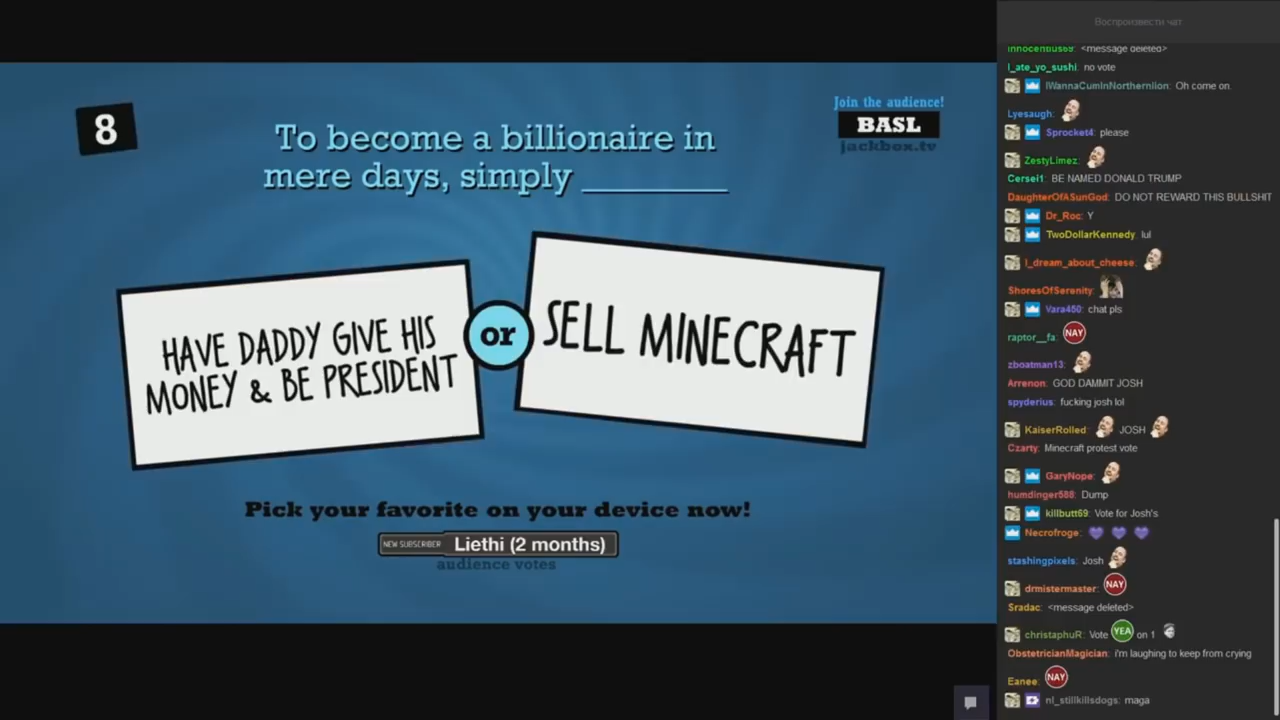 8
To become a billionaire in
mere days, simply ________
Join the audience!
BASL
jackbox.tv
HAVE DADDY GIVE HIS
MONEY & BE PRESIDENT
or
SELL MINECRAFT
Pick your favorite on your device now!
NEW SUBSCRIBER Liethi (2 months)
audience votes
Воспроизвести чат
innocentius69: <message deleted>
I_ate_yo_sushi: no vote
IWannaCumInNorthernlion: Oh come on
Lyesaugh:
Sprocket4: please
ZestyLimez:
Cersei1: BE NAMED DONALD TRUMP
DaughterOfASunGod: DO NOT REWARD THIS BULLSHIT
Dr_Roc: Y
TwoDollarKennedy: lul
I_dream_about_cheese:
ShoresOfSerenity:
Vara450: chat pls
raptor__fa: NAY
zboatman13:
Arrenon: GOD DAMMIT JOSH
spyderius: fucking josh lol
KaiserRolled: JOSH
Czarty: Minecraft protest vote
GaryNope:
humdinger588: Dump
killbutt69: Vote for Josh's
Necrofroge:
stashingpixels: Josh
drmistermaster: NAY
Sradac: <message deleted>
christaphuR: Vote YEA on 1
ObstetricianMagician: i'm laughing to keep from crying
Eanee: NAY
nl_stillkillsdogs: maga